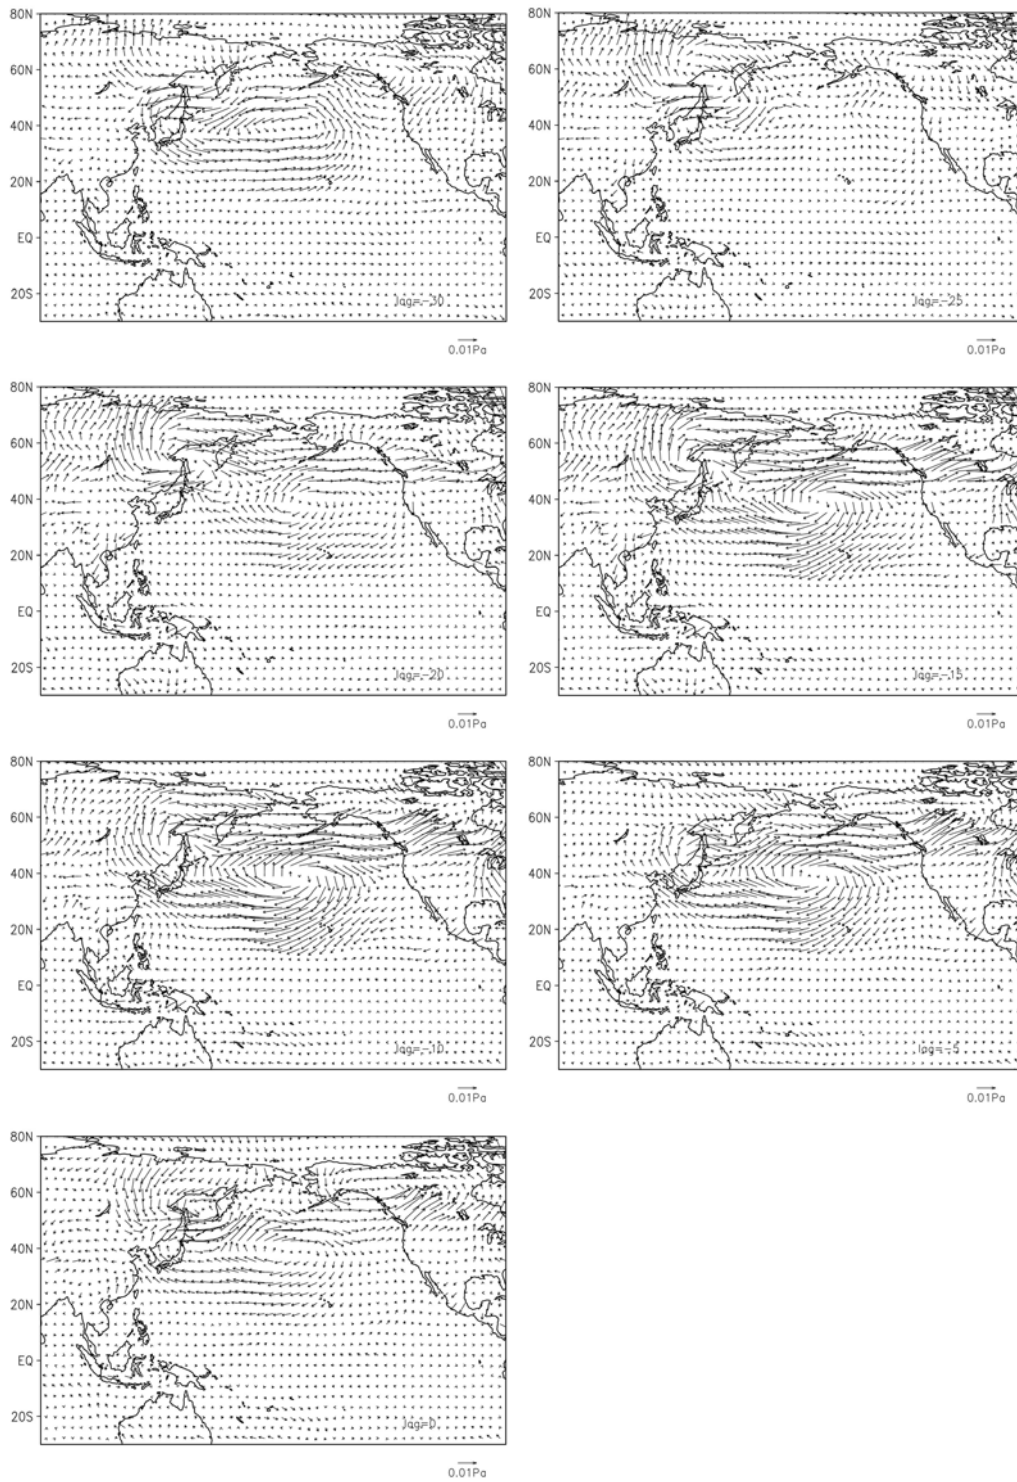 80N 80N
60N 60N
40N 40N
20N 20N
EQ EQ
20S 20S
lag=-30 lag=-25
0.01Pa 0.01Pa
80N 80N
60N 60N
40N 40N
20N 20N
EQ EQ
20S 20S
lag=-20 lag=-15
0.01Pa 0.01Pa
80N 80N
60N 60N
40N 40N
20N 20N
EQ EQ
20S 20S
lag=-10 lag=-5
0.01Pa 0.01Pa
80N
60N
40N
20N
EQ
20S
lag=0
0.01Pa